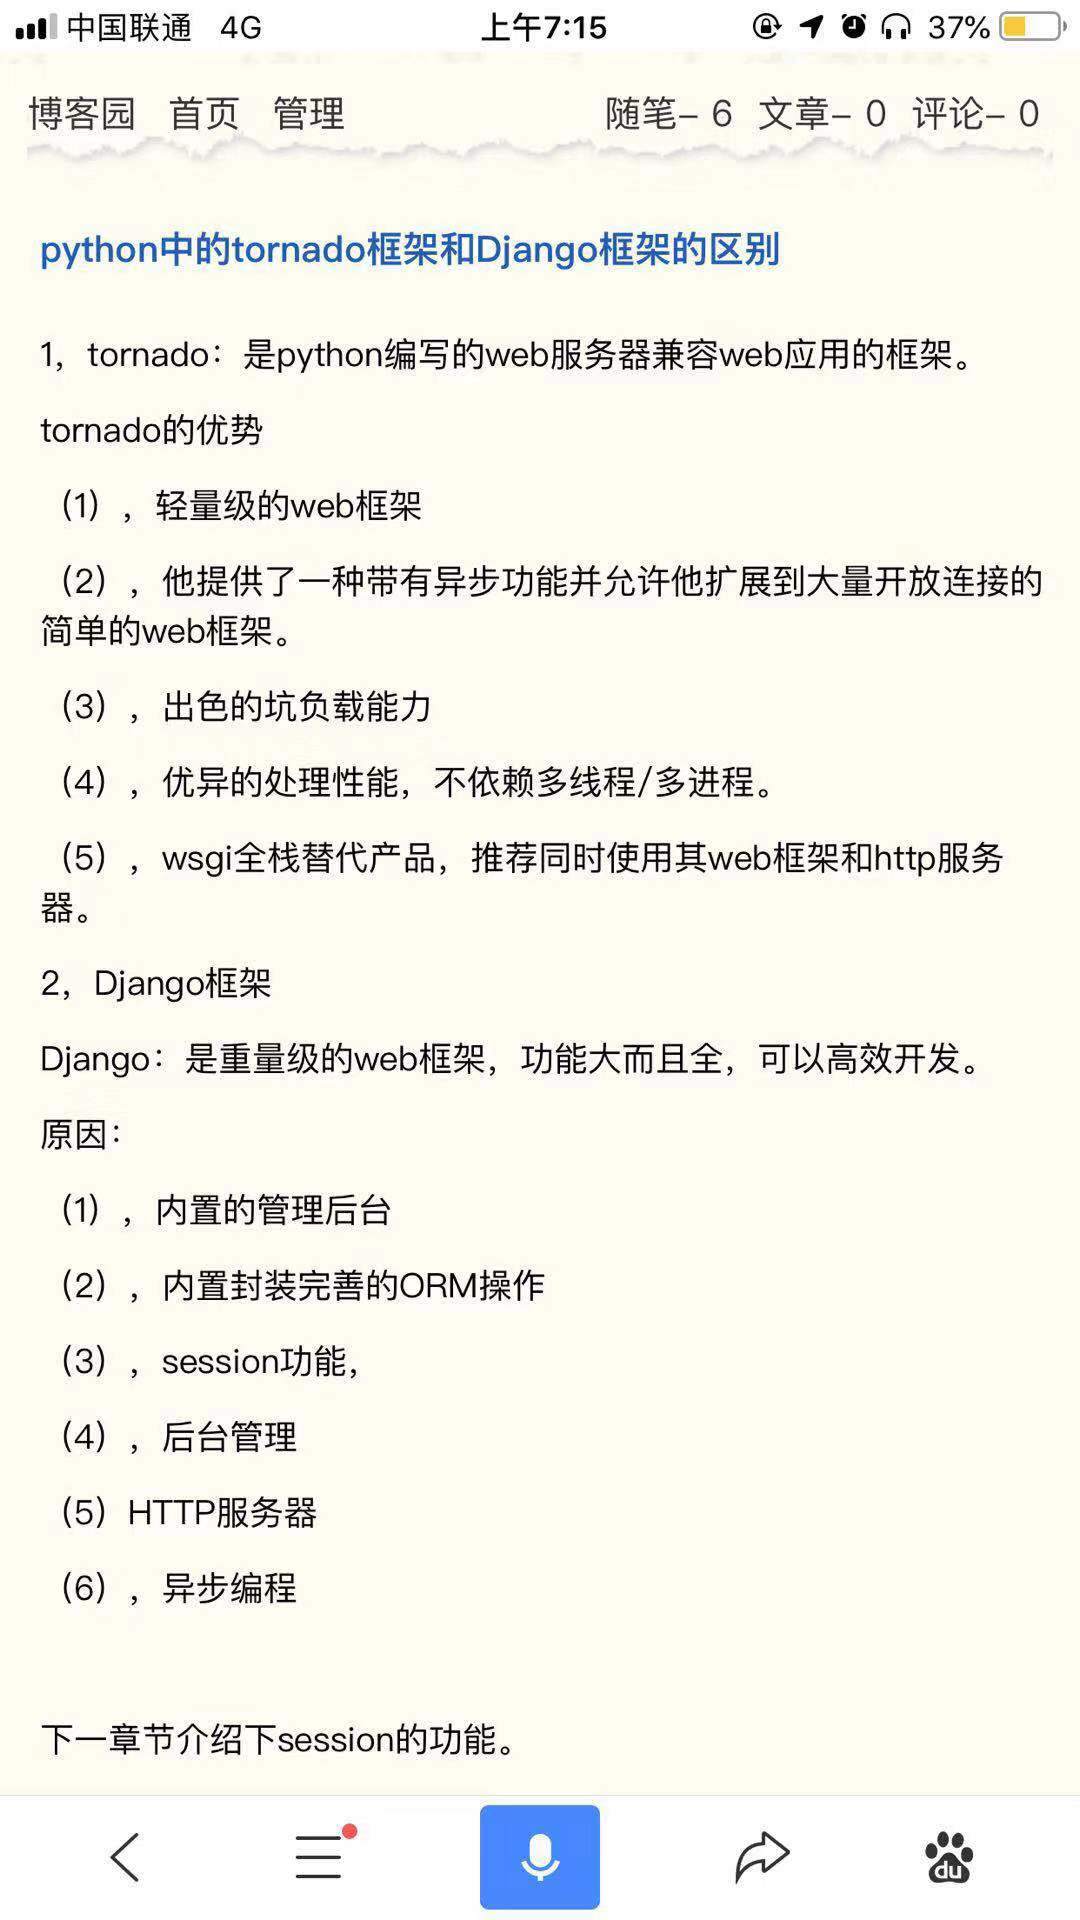 中国联通 4G 上午7:15 37%
博客园 首页 管理 随笔- 6 文章- 0 评论- 0
python中的tornado框架和Django框架的区别
1，tornado：是python编写的web服务器兼容web应用的框架。
tornado的优势
（1），轻量级的web框架
（2），他提供了一种带有异步功能并允许他扩展到大量开放连接的
简单的web框架。
（3），出色的坑负载能力
（4），优异的处理性能，不依赖多线程/多进程。
（5），wsgi全栈替代产品，推荐同时使用其web框架和http服务
器。
2，Django框架
Django：是重量级的web框架，功能大而且全，可以高效开发。
原因：
（1），内置的管理后台
（2），内置封装完善的ORM操作
（3），session功能，
（4），后台管理
（5）HTTP服务器
（6），异步编程
下一章节介绍下session的功能。
du